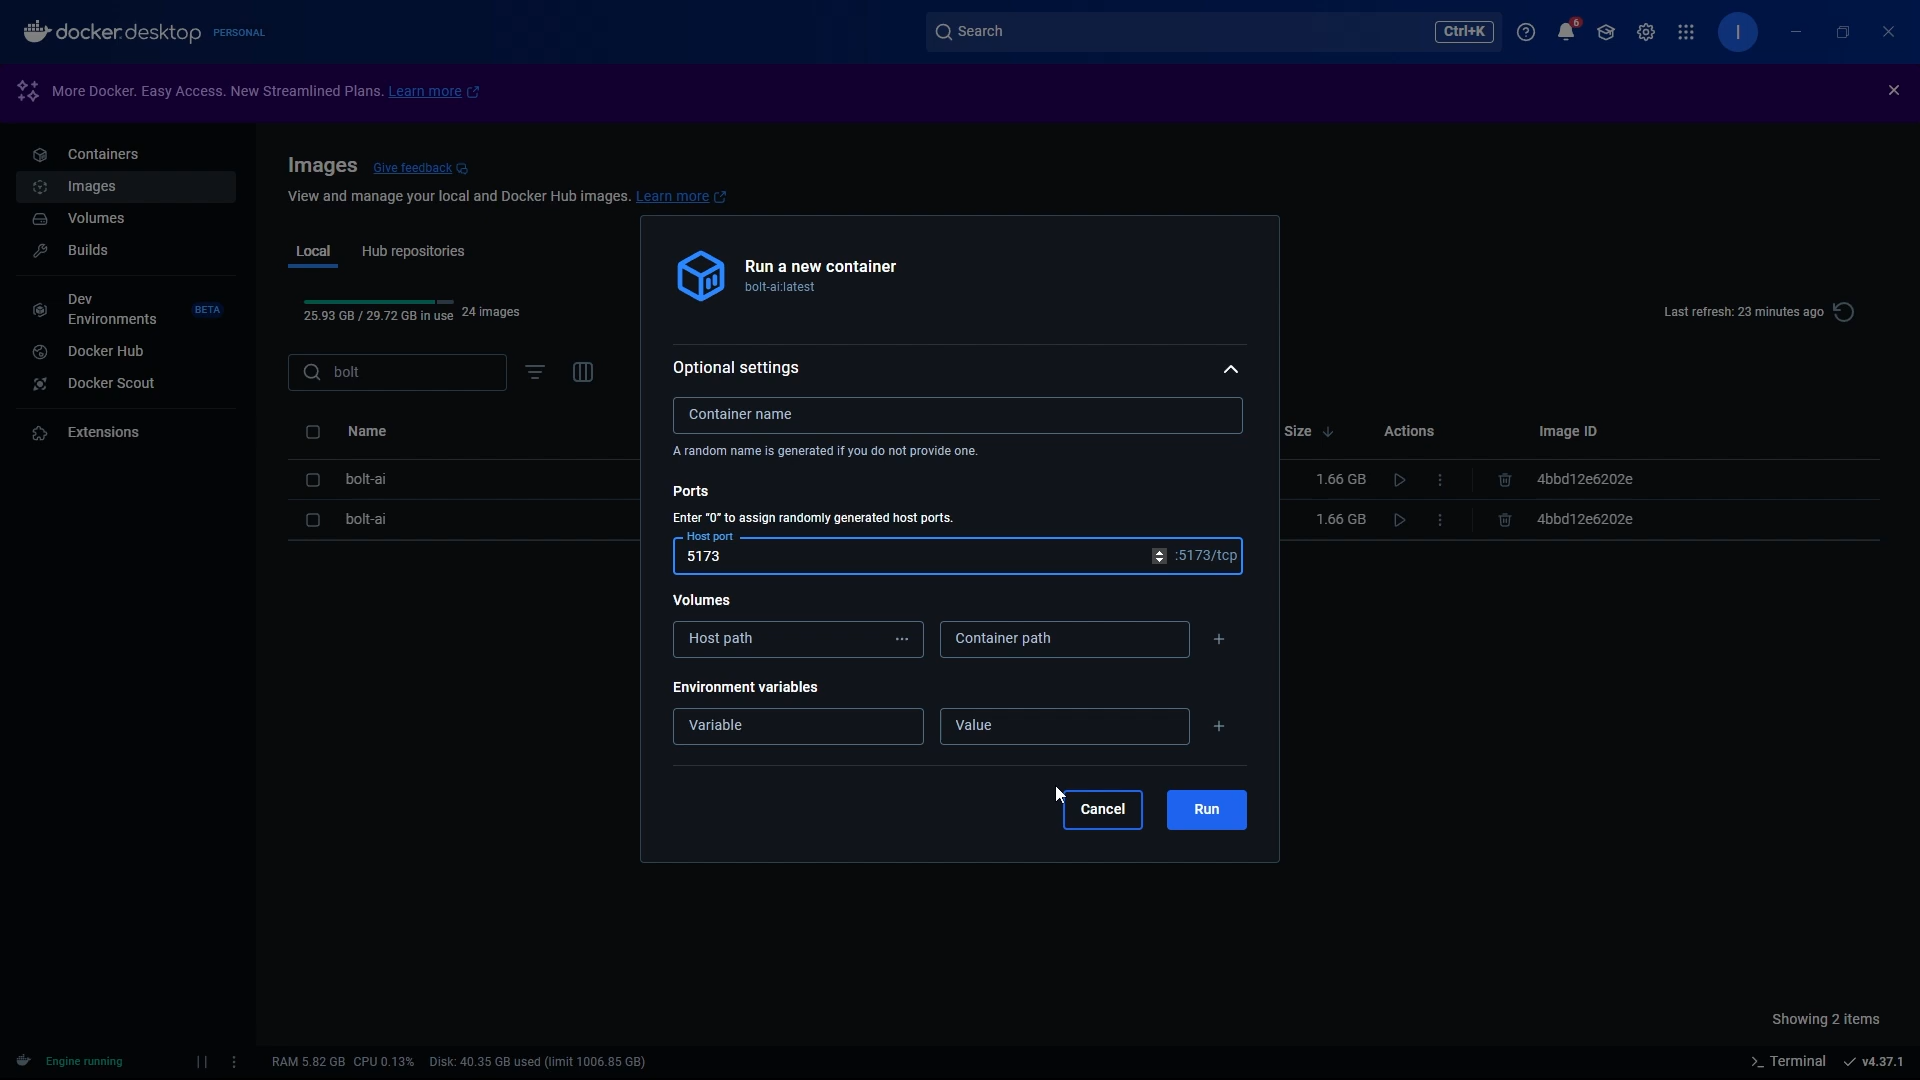 docker desktop PERSONAL
Search
Ctrl+K
6
I
More Docker. Easy Access. New Streamlined Plans. Learn more
Containers
Images
Volumes
Builds
Dev
Environments
BETA
Docker Hub
Docker Scout
Extensions
Images Give feedback
View and manage your local and Docker Hub images. Learn more
Local Hub repositories
25.93 GB / 29.72 GB in use 24 images
Last refresh: 23 minutes ago
bolt
Name Size Actions Image ID
bolt-ai 1.66 GB 4bbd12e6202e
bolt-ai 1.66 GB 4bbd12e6202e
Run a new container
bolt-ai:latest
Optional settings
Container name
A random name is generated if you do not provide one.
Ports
Enter “0” to assign randomly generated host ports.
Host port
5173 :5173/tcp
Volumes
Host path ... Container path +
Environment variables
Variable Value +
Cancel Run
Showing 2 items
Engine running
RAM 5.82 GB CPU 0.13% Disk: 40.35 GB used (limit 1006.85 GB)
>_ Terminal v4.37.1